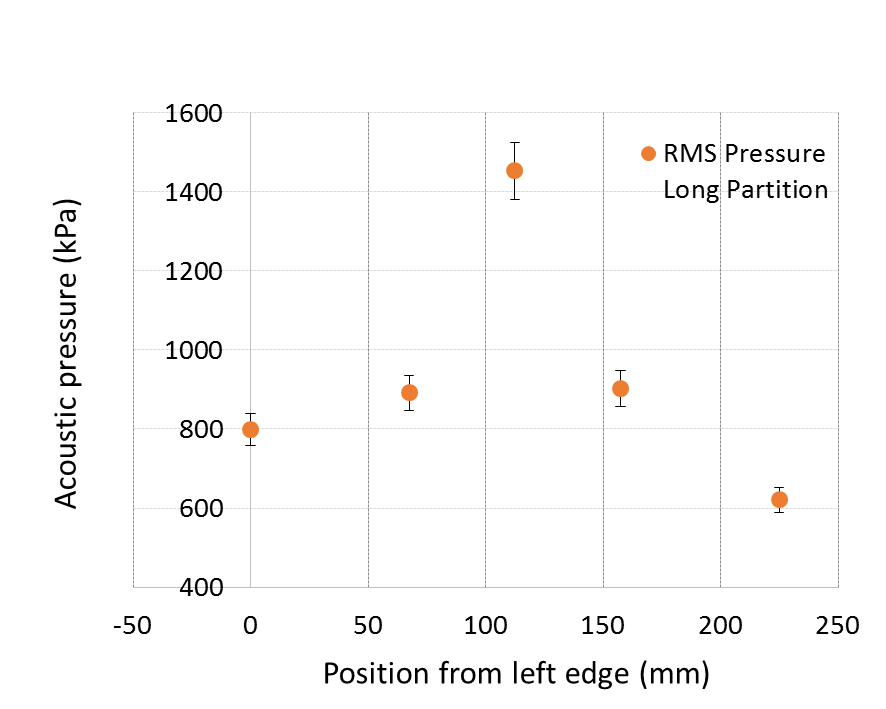 1600
1400
1200
1000
800
600
400
-50 0 50 100 150 200 250
Acoustic pressure (kPa)
Position from left edge (mm)
RMS Pressure
Long Partition